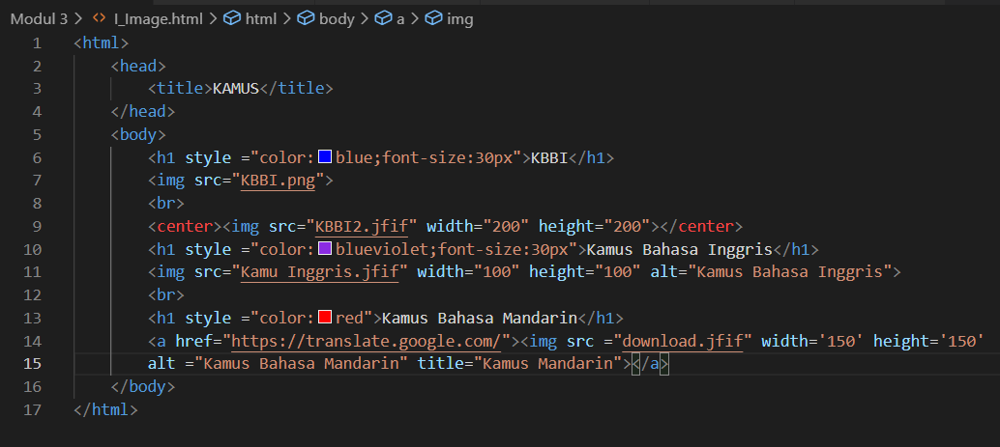 Modul 3 > <> I_Image.html > html > body > a > img
1 <html>
2     <head>
3         <title>KAMUS</title>
4     </head>
5     <body>
6         <h1 style ="color:blue;font-size:30px">KBBI</h1>
7         <img src="KBBI.png">
8         <br>
9         <center><img src="KBBI2.jfif" width="200" height="200"></center>
10         <h1 style ="color:blueviolet;font-size:30px">Kamus Bahasa Inggris</h1>
11         <img src="Kamu Inggris.jfif" width="100" height="100" alt="Kamus Bahasa Inggris">
12         <br>
13         <h1 style ="color:red">Kamus Bahasa Mandarin</h1>
14         <a href="https://translate.google.com/"><img src ="download.jfif" width='150' height='150'
15         alt ="Kamus Bahasa Mandarin" title="Kamus Mandarin"></a>
16     </body>
17 </html>